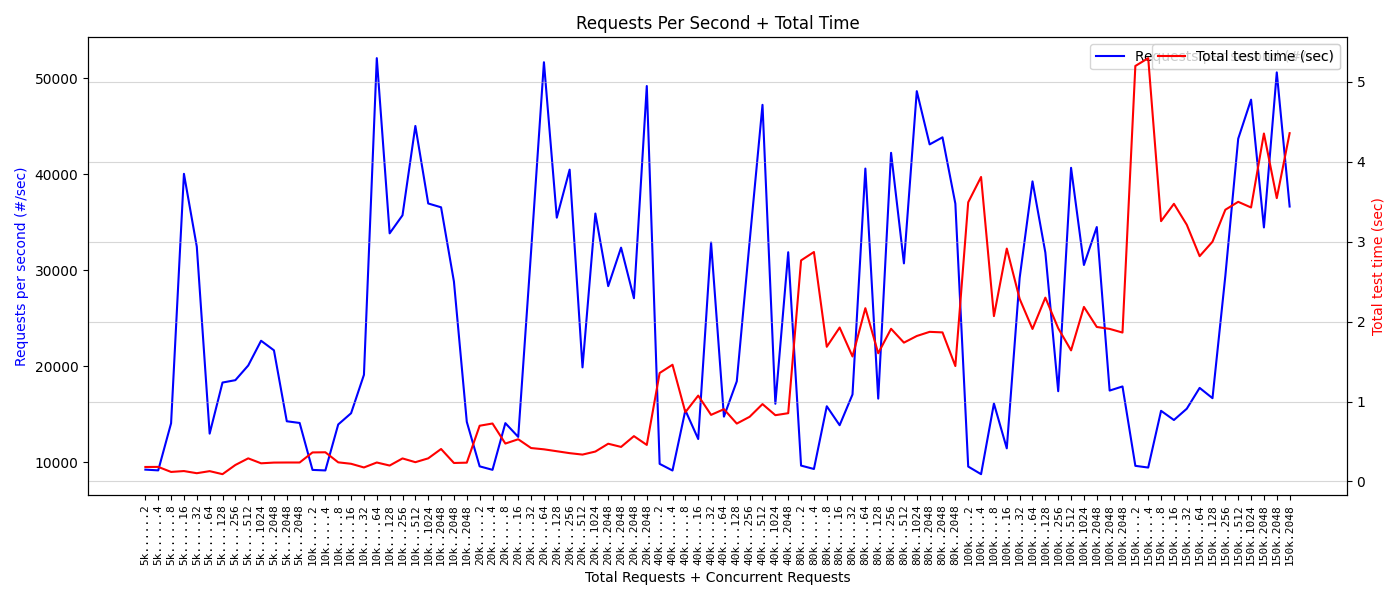 Requests Per Second + Total Time
Requests per second (#/sec)
50000
40000
30000
20000
10000
Total test time (sec)
5
4
3
2
1
0
Total test time (sec)
5k......2
5k......4
5k......8
5k.....16
5k.....32
5k.....64
5k....128
5k....256
5k....512
5k...1024
5k...2048
5k...2048
5k...2048
10k.....2
10k.....4
10k.....8
10k....16
10k....32
10k....64
10k...128
10k...256
10k...512
10k..1024
10k..2048
10k..2048
10k..2048
20k.....2
20k.....4
20k.....8
20k....16
20k....32
20k....64
20k...128
20k...256
20k...512
20k..1024
20k..2048
20k..2048
20k..2048
20k..2048
40k.....2
40k.....4
40k.....8
40k....16
40k....32
40k....64
40k...128
40k...256
40k...512
40k..1024
40k..2048
80k.....2
80k.....4
80k.....8
80k....16
80k....32
80k....64
80k...128
80k...256
80k...512
80k..1024
80k..2048
80k..2048
80k..2048
100k....2
100k....4
100k....8
100k...16
100k...32
100k...64
100k..128
100k..256
100k..512
100k.1024
100k.2048
100k.2048
100k.2048
150k....2
150k....4
150k....8
150k...16
150k...32
150k...64
150k..128
150k..256
150k..512
150k.1024
150k.2048
150k.2048
150k.2048
Total Requests + Concurrent Requests